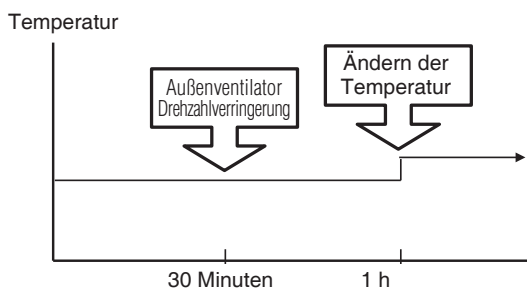 Temperatur
Außenventilator
Drehzahlverringerung
Ändern der
Temperatur
30 Minuten
1 h